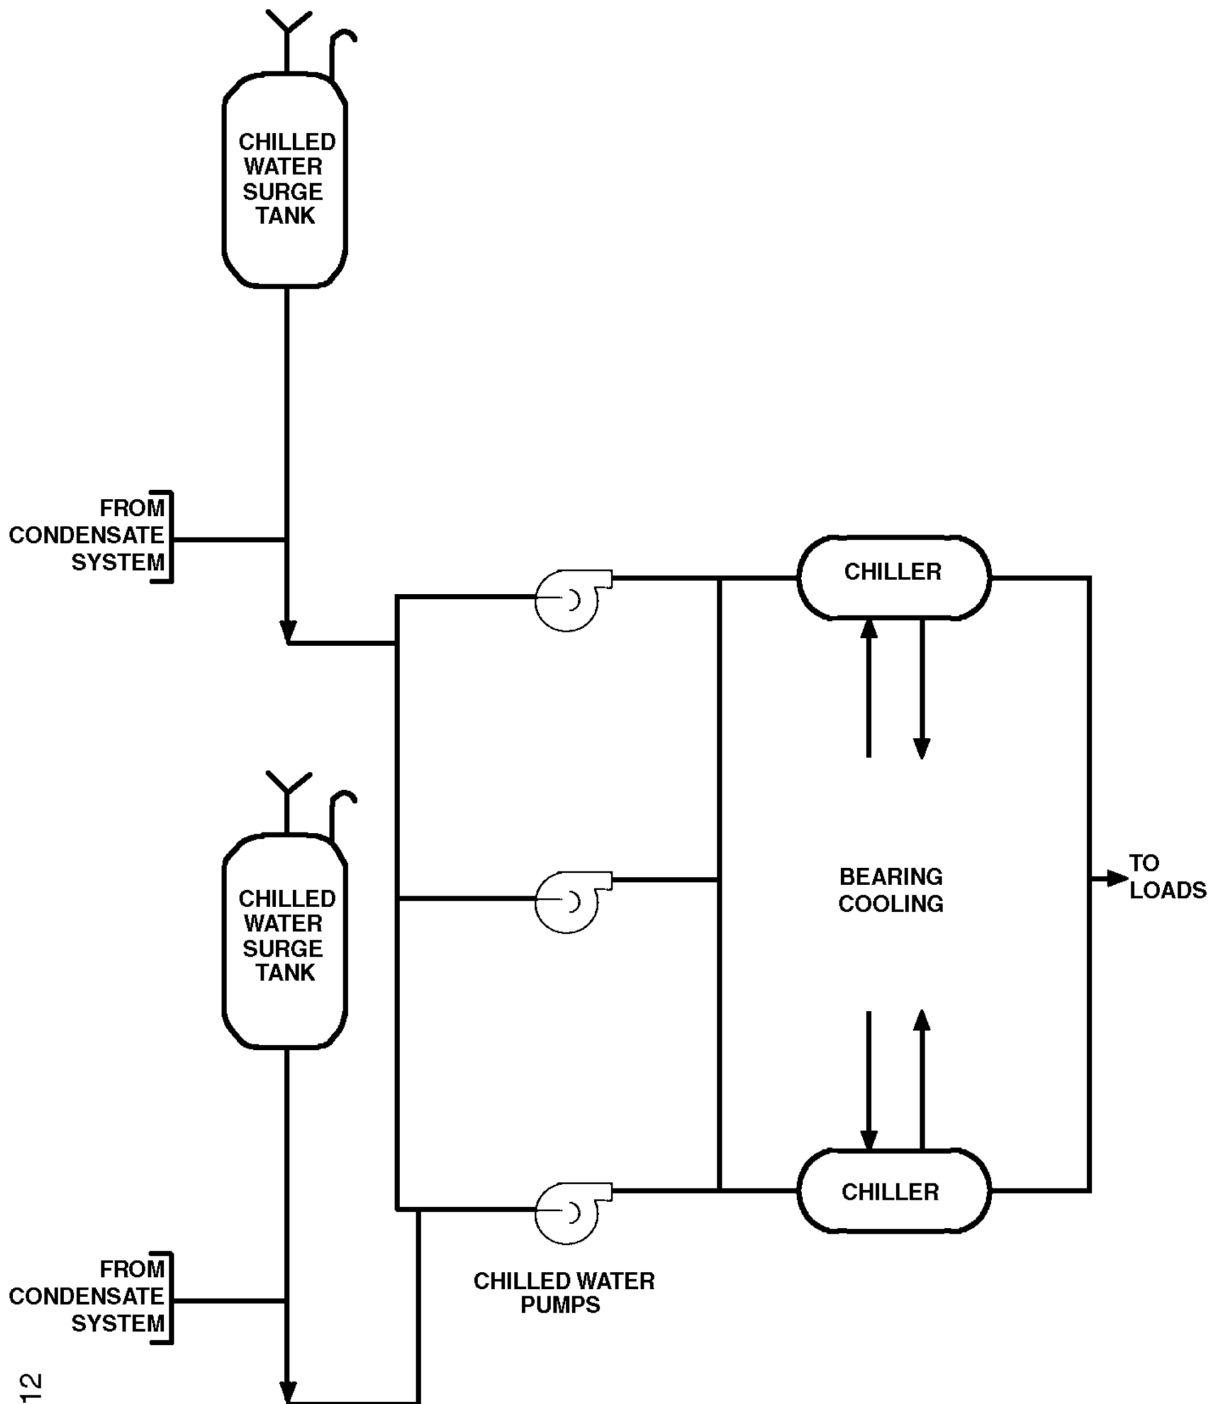 CHILLED
WATER
SURGE
TANK
FROM
CONDENSATE
SYSTEM
CHILLER
CHILLED
WATER
SURGE
TANK
BEARING
COOLING
TO
LOADS
CHILLER
FROM
CONDENSATE
SYSTEM
CHILLED WATER
PUMPS
12